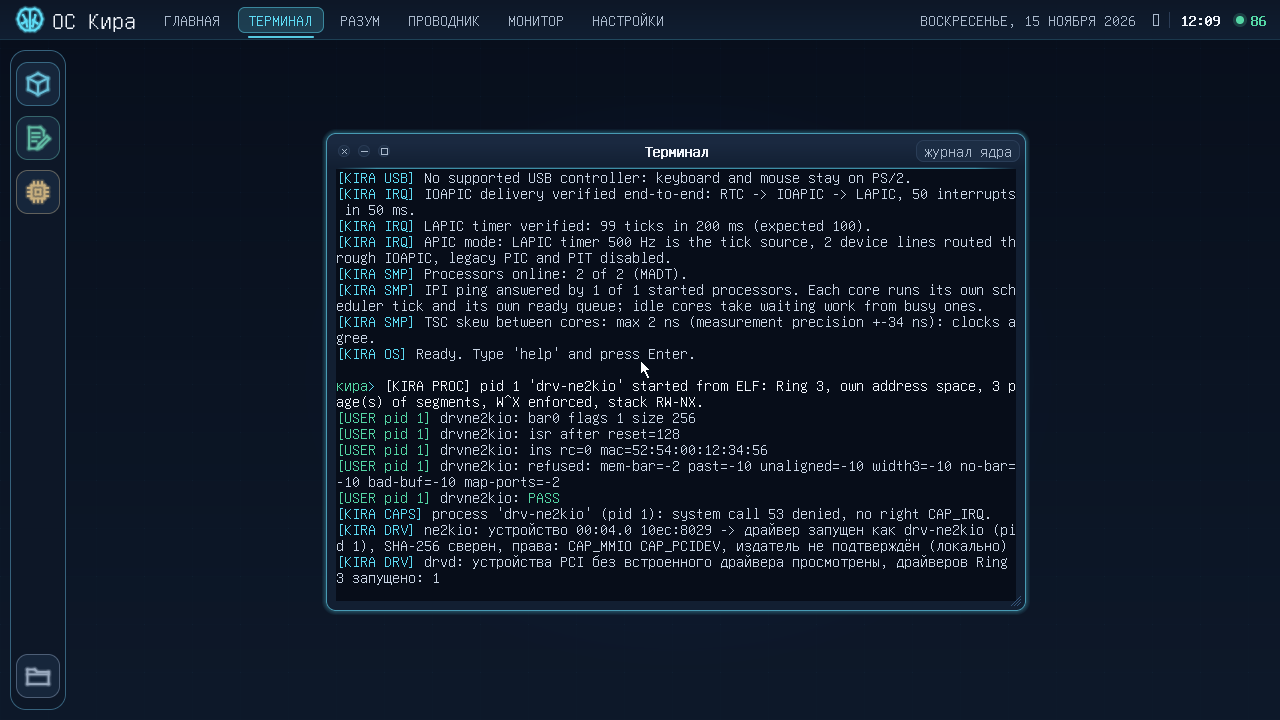 ОС Кира
ГЛАВНАЯ
ТЕРМИНАЛ
РАЗУМ
ПРОВОДНИК
МОНИТОР
НАСТРОЙКИ
ВОСКРЕСЕНЬЕ, 15 НОЯБРЯ 2026
12:09
86
Терминал
журнал ядра
[KIRA USB] No supported USB controller: keyboard and mouse stay on PS/2.
[KIRA IRQ] IOAPIC delivery verified end-to-end: RTC -> IOAPIC -> LAPIC, 50 interrupts
in 50 ms.
[KIRA IRQ] LAPIC timer verified: 99 ticks in 200 ms (expected 100).
[KIRA IRQ] APIC mode: LAPIC timer 500 Hz is the tick source, 2 device lines routed th
rough IOAPIC, legacy PIC and PIT disabled.
[KIRA SMP] Processors online: 2 of 2 (MADT).
[KIRA SMP] IPI ping answered by 1 of 1 started processors. Each core runs its own sch
eduler tick and its own ready queue; idle cores take waiting work from busy ones.
[KIRA SMP] TSC skew between cores: max 2 ns (measurement precision +-34 ns): clocks a
gree.
[KIRA OS] Ready. Type 'help' and press Enter.
кира> [KIRA PROC] pid 1 'drv-ne2kio' started from ELF: Ring 3, own address space, 3 p
age(s) of segments, W^X enforced, stack RW-NX.
[USER pid 1] drvne2kio: bar0 flags 1 size 256
[USER pid 1] drvne2kio: isr after reset=128
[USER pid 1] drvne2kio: ins rc=0 mac=52:54:00:12:34:56
[USER pid 1] drvne2kio: refused: mem-bar=-2 past=-10 unaligned=-10 width3=-10 no-bar=
-10 bad-buf=-10 map-ports=-2
[USER pid 1] drvne2kio: PASS
[KIRA CAPS] process 'drv-ne2kio' (pid 1): system call 53 denied, no right CAP_IRQ.
[KIRA DRV] ne2kio: устройство 00:04.0 10ec:8029 -> драйвер запущен как drv-ne2kio (pi
d 1), SHA-256 сверен, права: CAP_MMIO CAP_PCIDEV, издатель не подтверждён (локально)
[KIRA DRV] drvd: устройства PCI без встроенного драйвера просмотрены, драйверов Ring
3 запущено: 1